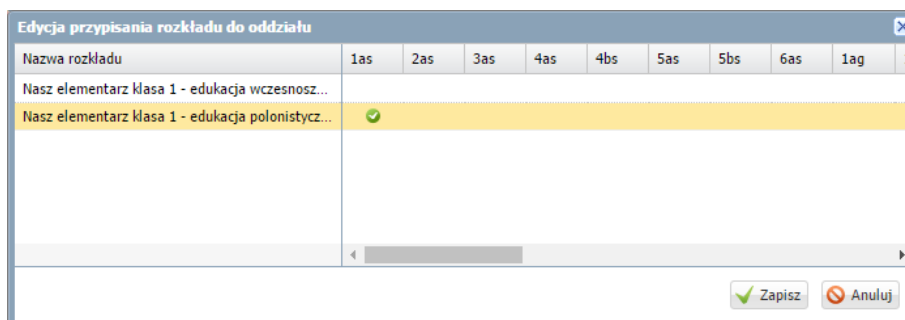 Edycja przypisania rozkładu do oddziału
Nazwa rozkładu 1as 2as 3as 4as 4bs 5as 5bs 6as 1ag
Nasz elementarz klasa 1 - edukacja wczesnosz...
Nasz elementarz klasa 1 - edukacja polonistycz...
Zapisz Anuluj